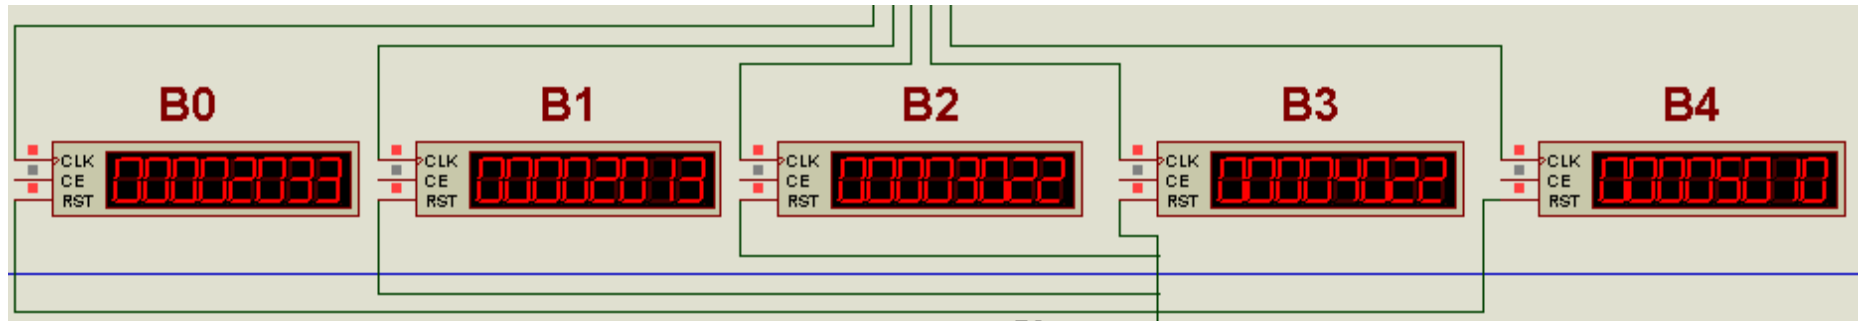 B0 B1 B2 B3 B4
CLK 00002033 CLK 00002013 CLK 00003022 CLK 00004022 CLK 00005010
CE CE CE CE CE
RST RST RST RST RST